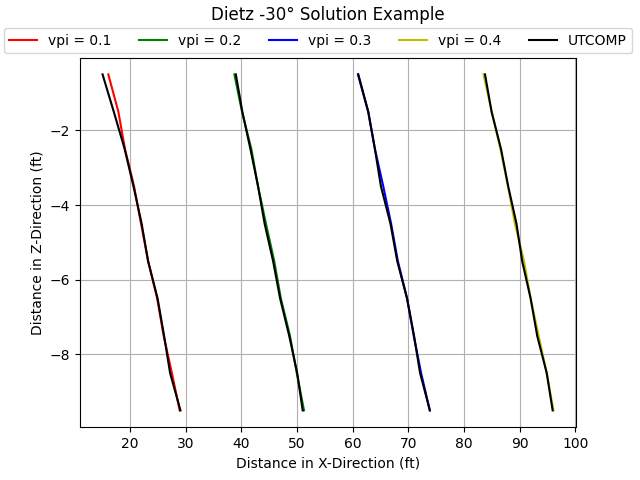 Dietz -30° Solution Example
vpi = 0.1 vpi = 0.2 vpi = 0.3 vpi = 0.4 UTCOMP
Distance in Z-Direction (ft)
−2
−4
−6
−8
20 30 40 50 60 70 80 90 100
Distance in X-Direction (ft)